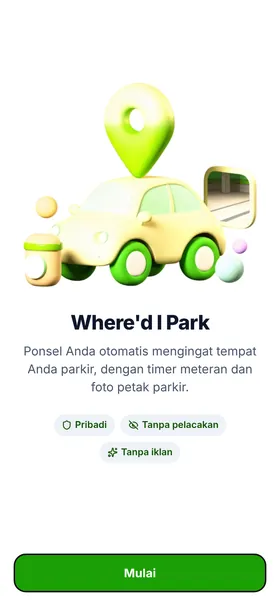 Where'd I Park
Ponsel Anda otomatis mengingat tempat
Anda parkir, dengan timer meteran dan
foto petak parkir.
Pribadi
Tanpa pelacakan
Tanpa iklan
Mulai